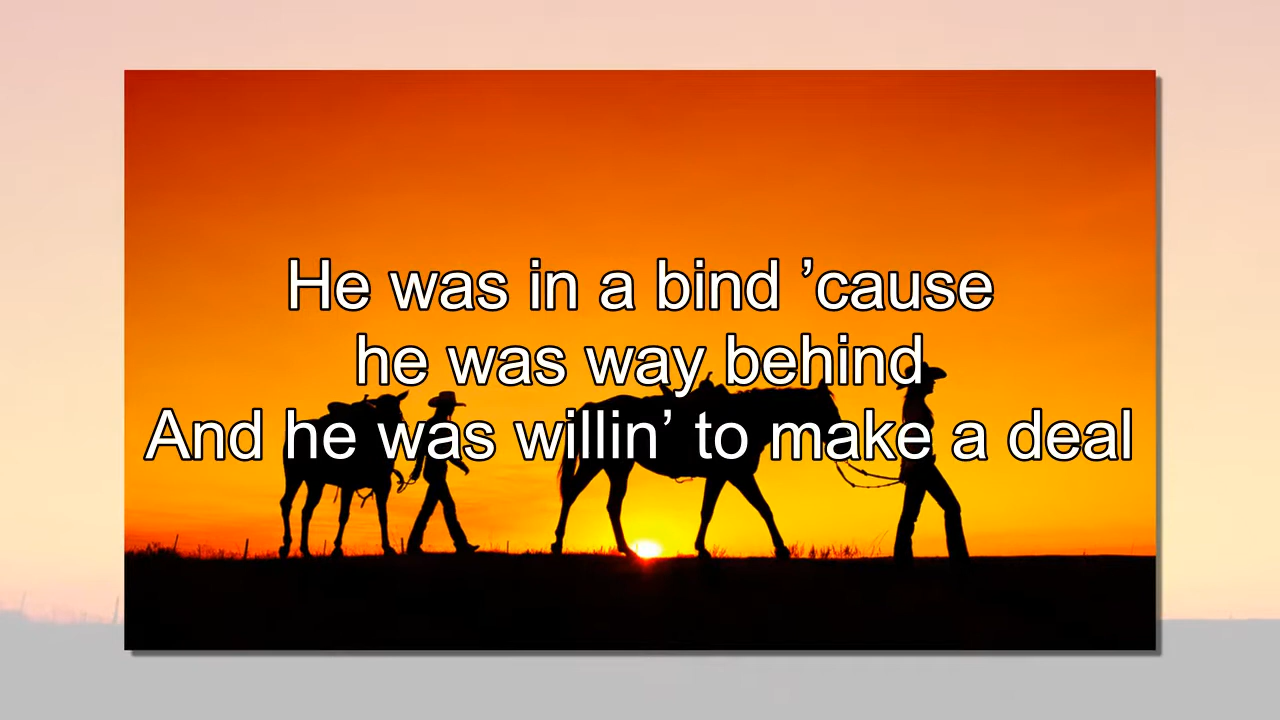 He was in a bind ’cause
he was way behind
And he was willin’ to make a deal